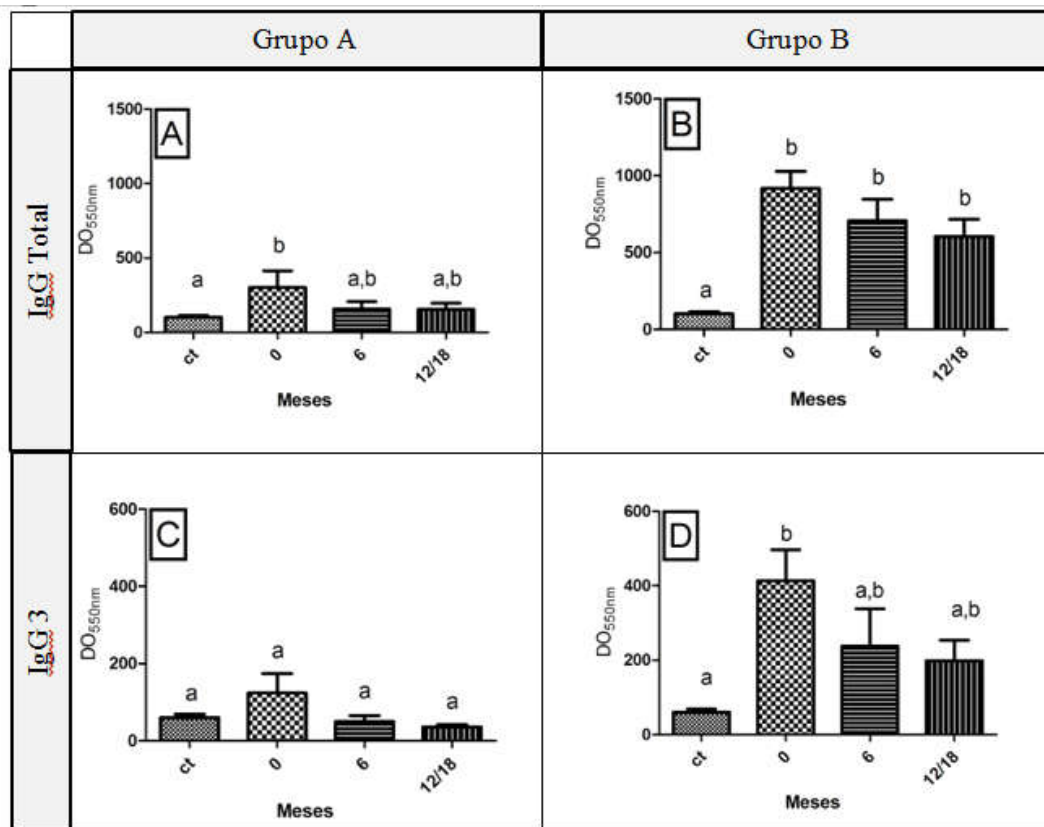 Grupo A
Grupo B
IgG Total
A
1500
1000
500
0
DO550nm
a
b
a,b
a,b
ct
0
6
12/18
Meses
B
1500
1000
500
0
DO550nm
a
b
b
b
ct
0
6
12/18
Meses
IgG 3
C
600
400
200
0
DO550nm
a
a
a
a
ct
0
6
12/18
Meses
D
600
400
200
0
DO550nm
a
b
a,b
a,b
ct
0
6
12/18
Meses